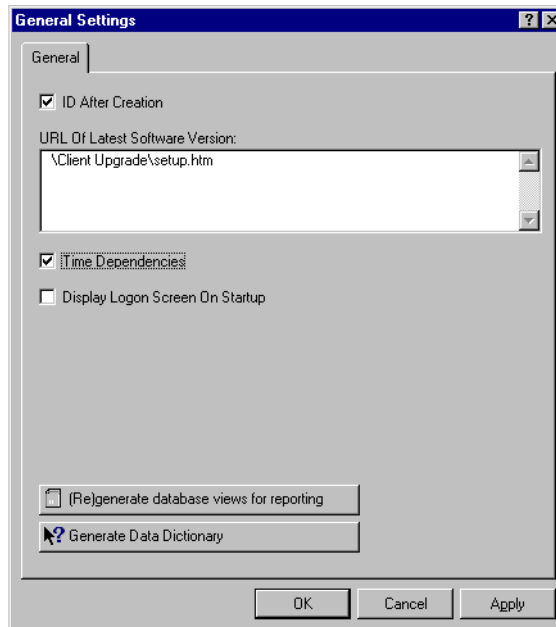 General Settings
General
ID After Creation
URL Of Latest Software Version:
\Client Upgrade\setup.htm
Time Dependencies
Display Logon Screen On Startup
(Re)generate database views for reporting
Generate Data Dictionary
OK Cancel Apply